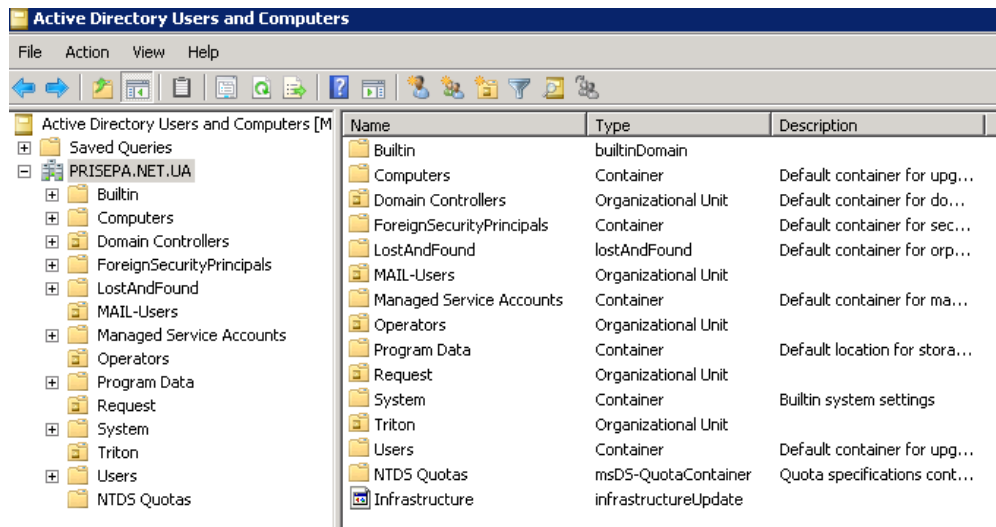 Active Directory Users and Computers
File Action View Help
Active Directory Users and Computers [M
Saved Queries
PRISEPA.NET.UA
Builtin
Computers
Domain Controllers
ForeignSecurityPrincipals
LostAndFound
MAIL-Users
Managed Service Accounts
Operators
Program Data
Request
System
Triton
Users
NTDS Quotas
Name Type Description
Builtin builtinDomain
Computers Container Default container for upg...
Domain Controllers Organizational Unit Default container for do...
ForeignSecurityPrincipals Container Default container for sec...
LostAndFound lostAndFound Default container for orp...
MAIL-Users Organizational Unit
Managed Service Accounts Container Default container for ma...
Operators Organizational Unit
Program Data Container Default location for stora...
Request Organizational Unit
System Container Builtin system settings
Triton Organizational Unit
Users Container Default container for upg...
NTDS Quotas msDS-QuotaContainer Quota specifications cont...
Infrastructure infrastructureUpdate